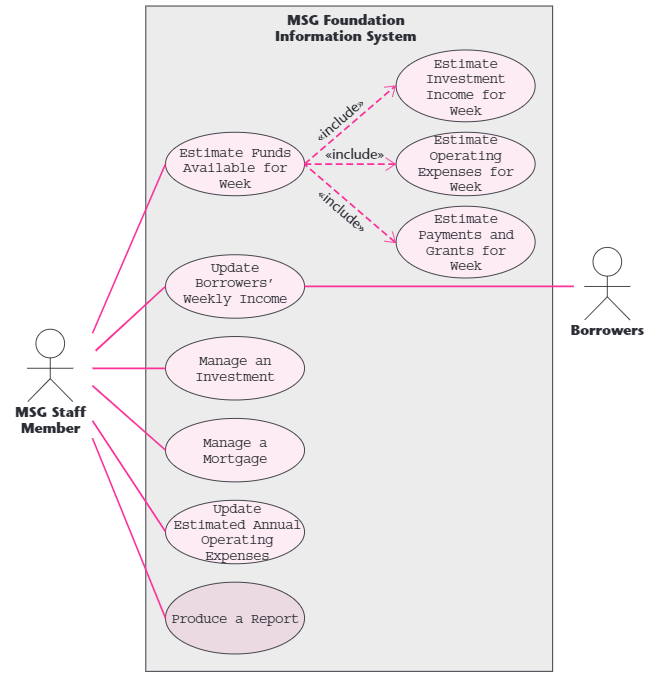 MSG Foundation
Information System
Estimate
Investment
Income for
Week
«include»
Estimate Funds
Available for
Week
«include»
Estimate
Operating
Expenses for
Week
«include»
Estimate
Payments and
Grants for
Week
Update
Borrowers’
Weekly Income
Borrowers
Manage an
Investment
MSG Staff
Member
Manage a
Mortgage
Update
Estimated Annual
Operating
Expenses
Produce a Report